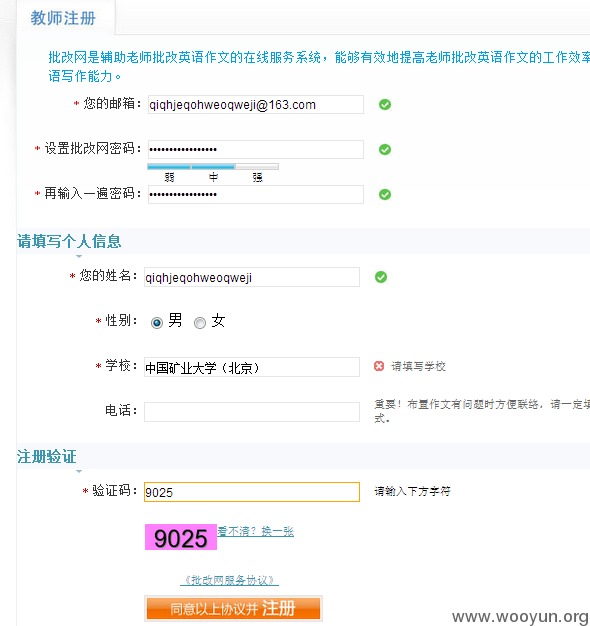 教师注册
批改网是辅助老师批改英语作文的在线服务系统，能够有效地提高老师批改英语作文的工作效率
语写作能力。
* 您的邮箱： qiqhjeqohweoqweji@163.com
* 设置批改网密码： •••••••••••••••••
弱 中 强
* 再输入一遍密码： •••••••••••••••••
请填写个人信息
* 您的姓名： qiqhjeqohweoqweji
* 性别： 男 女
* 学校： 中国矿业大学（北京） 请填写学校
电话： 重要！布置作文有问题时方便联络，请一定填
式。
注册验证
* 验证码： 9025 请输入下方字符
9025 看不清？换一张
《批改网服务协议》
同意以上协议并 注册
www.wooyun.org